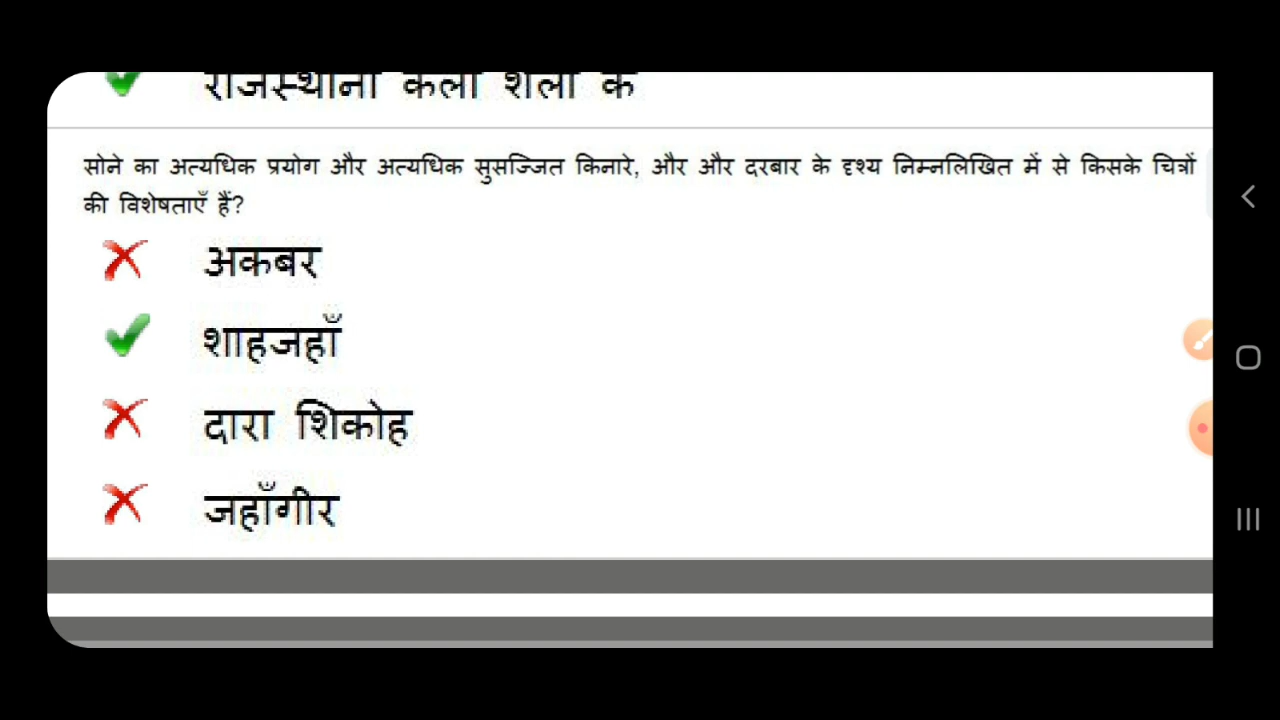 राजस्थानी कला शैली के
सोने का अत्यधिक प्रयोग और अत्यधिक सुसज्जित किनारे, और और दरबार के दृश्य निम्नलिखित में से किसके चित्रों
की विशेषताएँ हैं?
अकबर
शाहजहाँ
दारा शिकोह
जहाँगीर